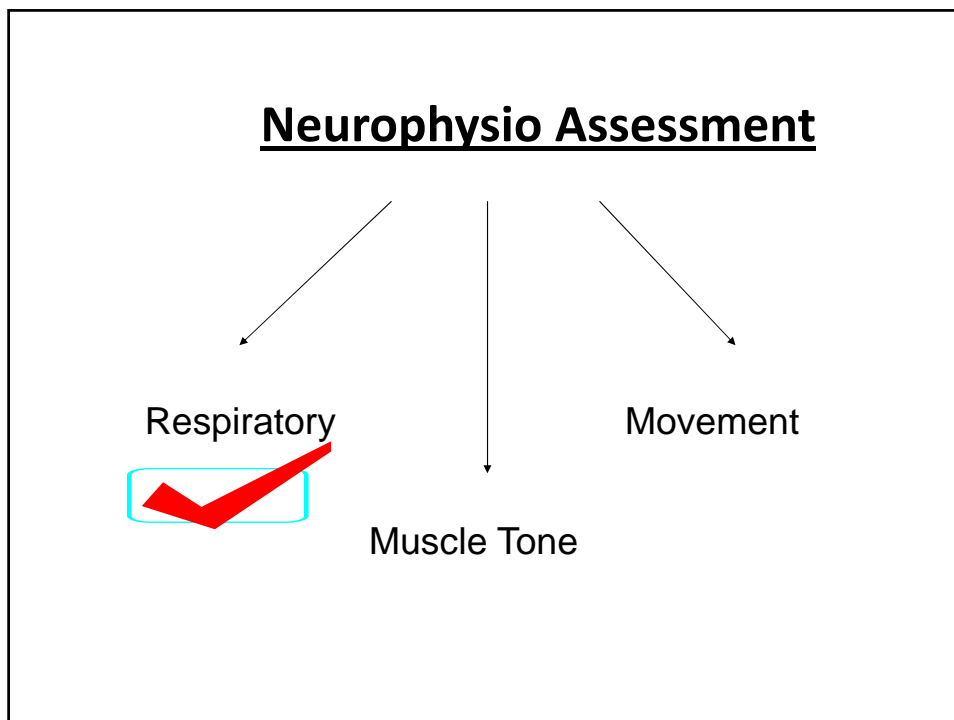 Neurophysio Assessment
Respiratory
Movement
Muscle Tone